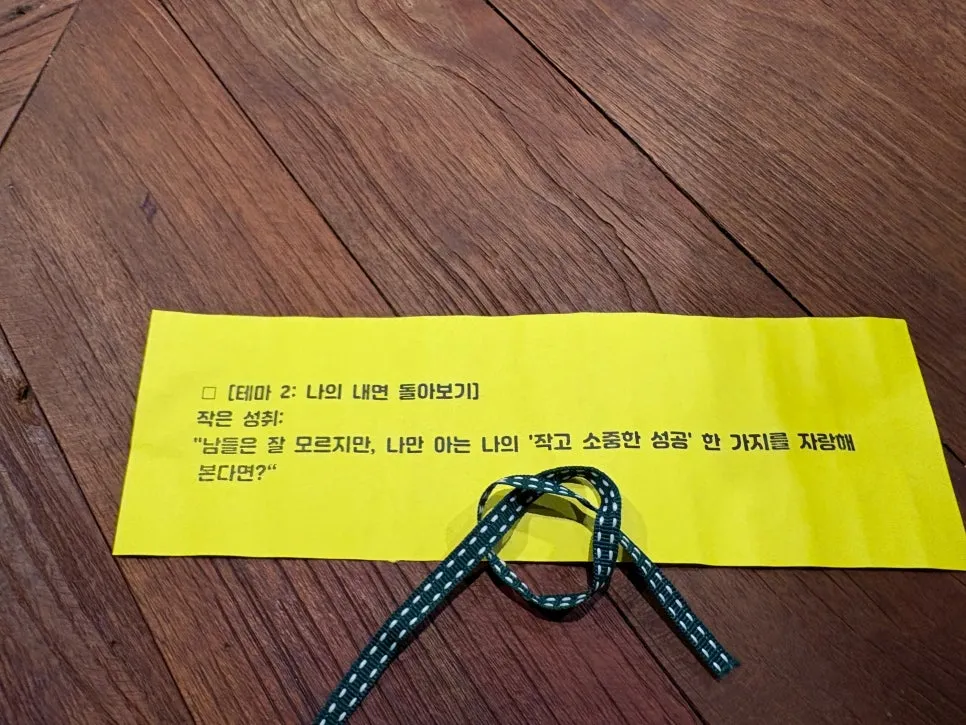 □ [테마 2: 나의 내면 돌아보기]
작은 성취:
"남들은 잘 모르지만, 나만 아는 나의 '작고 소중한 성공' 한 가지를 자랑해
본다면?“